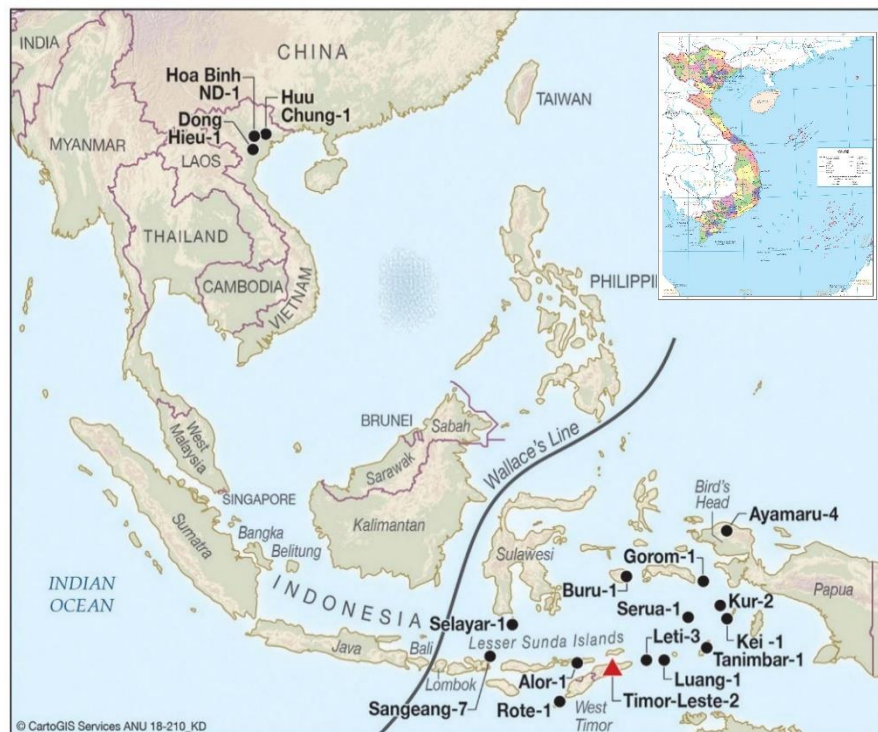 INDIA
CHINA
Hoa Binh
ND-1
Huu
Chung-1
Dong
Hieu-1
TAIWAN
MYANMAR
LAOS
THAILAND
CAMBODIA
VIETNAM
PHILIPPI
BRUNEI
Sabah
Wallace's Line
West
Malaysia
Sarawak
Bird's
Head
Ayamaru-4
SINGAPORE
Kalimantan
Sumatra
Bangka
Belitung
Sulawesi
Gorom-1
Papua
INDIAN
OCEAN
INDONESIA
Buru-1
Serua-1
Kur-2
Selayar-1
Lesser Sunda Islands
Leti-3
Kei -1
Java
Bali
Tanimbar-1
Lombok
Alor-1
Luang-1
Sangeang-7
Rote-1
West
Timor
Timor-Leste-2
© CartoGIS Services ANU 18-210_KD